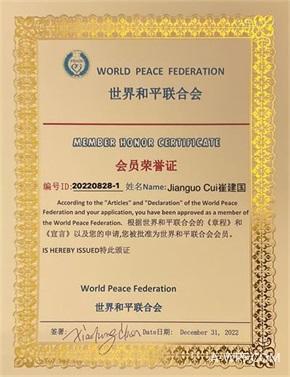 PEACE
WORLD PEACE FEDERATION
世界和平联合会
MEMBER HONOR CERTIFICATE
会员荣誉证
编号ID:20220828-1 姓名Name: Jianguo Cui崔建国
According to the "Articles" and "Declaration" of the World Peace
Federation and your application, you have been approved as a member of
the World Peace Federation. 根据世界和平联合会的《章程》和
《宣言》以及您的申请,您被批准为世界和平联合会会员。
IS HEREBY ISSUED特此颁证
World Peace Federation
世界和平联合会
签署: Date日期: December 31, 2022